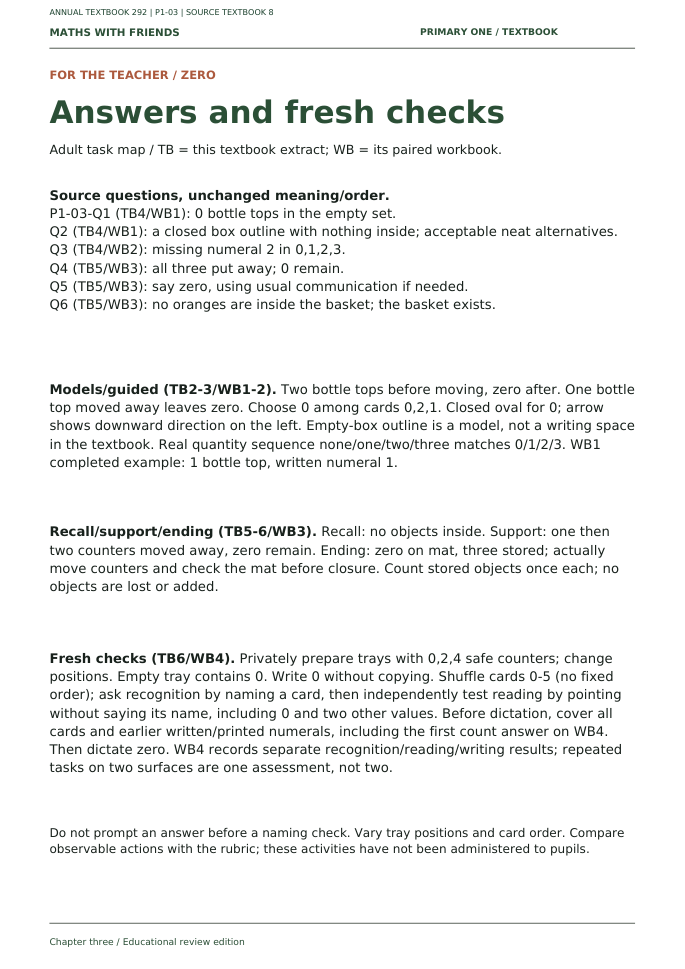 ANNUAL TEXTBOOK 292 | P1-03 | SOURCE TEXTBOOK 8
MATHS WITH FRIENDS
PRIMARY ONE / TEXTBOOK
FOR THE TEACHER / ZERO
Answers and fresh checks
Adult task map / TB = this textbook extract; WB = its paired workbook.
Source questions, unchanged meaning/order.
P1-03-Q1 (TB4/WB1): 0 bottle tops in the empty set.
Q2 (TB4/WB1): a closed box outline with nothing inside; acceptable neat alternatives.
Q3 (TB4/WB2): missing numeral 2 in 0,1,2,3.
Q4 (TB5/WB3): all three put away; 0 remain.
Q5 (TB5/WB3): say zero, using usual communication if needed.
Q6 (TB5/WB3): no oranges are inside the basket; the basket exists.
Models/guided (TB2-3/WB1-2). Two bottle tops before moving, zero after. One bottle
top moved away leaves zero. Choose 0 among cards 0,2,1. Closed oval for 0; arrow
shows downward direction on the left. Empty-box outline is a model, not a writing space
in the textbook. Real quantity sequence none/one/two/three matches 0/1/2/3. WB1
completed example: 1 bottle top, written numeral 1.
Recall/support/ending (TB5-6/WB3). Recall: no objects inside. Support: one then
two counters moved away, zero remain. Ending: zero on mat, three stored; actually
move counters and check the mat before closure. Count stored objects once each; no
objects are lost or added.
Fresh checks (TB6/WB4). Privately prepare trays with 0,2,4 safe counters; change
positions. Empty tray contains 0. Write 0 without copying. Shuffle cards 0-5 (no fixed
order); ask recognition by naming a card, then independently test reading by pointing
without saying its name, including 0 and two other values. Before dictation, cover all
cards and earlier written/printed numerals, including the first count answer on WB4.
Then dictate zero. WB4 records separate recognition/reading/writing results; repeated
tasks on two surfaces are one assessment, not two.
Do not prompt an answer before a naming check. Vary tray positions and card order. Compare
observable actions with the rubric; these activities have not been administered to pupils.
Chapter three / Educational review edition